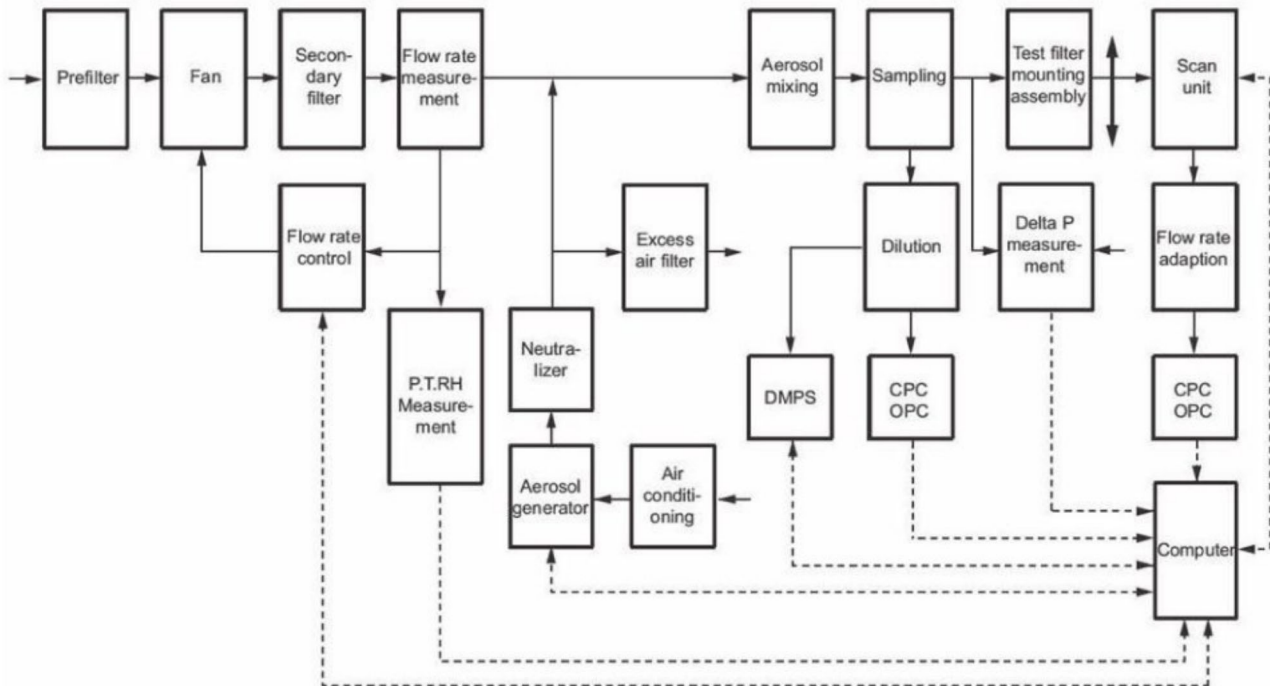 Prefilter
Fan
Secon-
dary
filter
Flow rate
measure-
ment
Aerosol
mixing
Sampling
Test filter
mounting
assembly
Scan
unit
Flow rate
control
Excess
air filter
Dilution
Delta P
measure-
ment
Flow rate
adaption
P.T.RH
Measure-
ment
Neutra-
lizer
DMPS
CPC
OPC
CPC
OPC
Aerosol
generator
Air
conditi-
oning
Computer